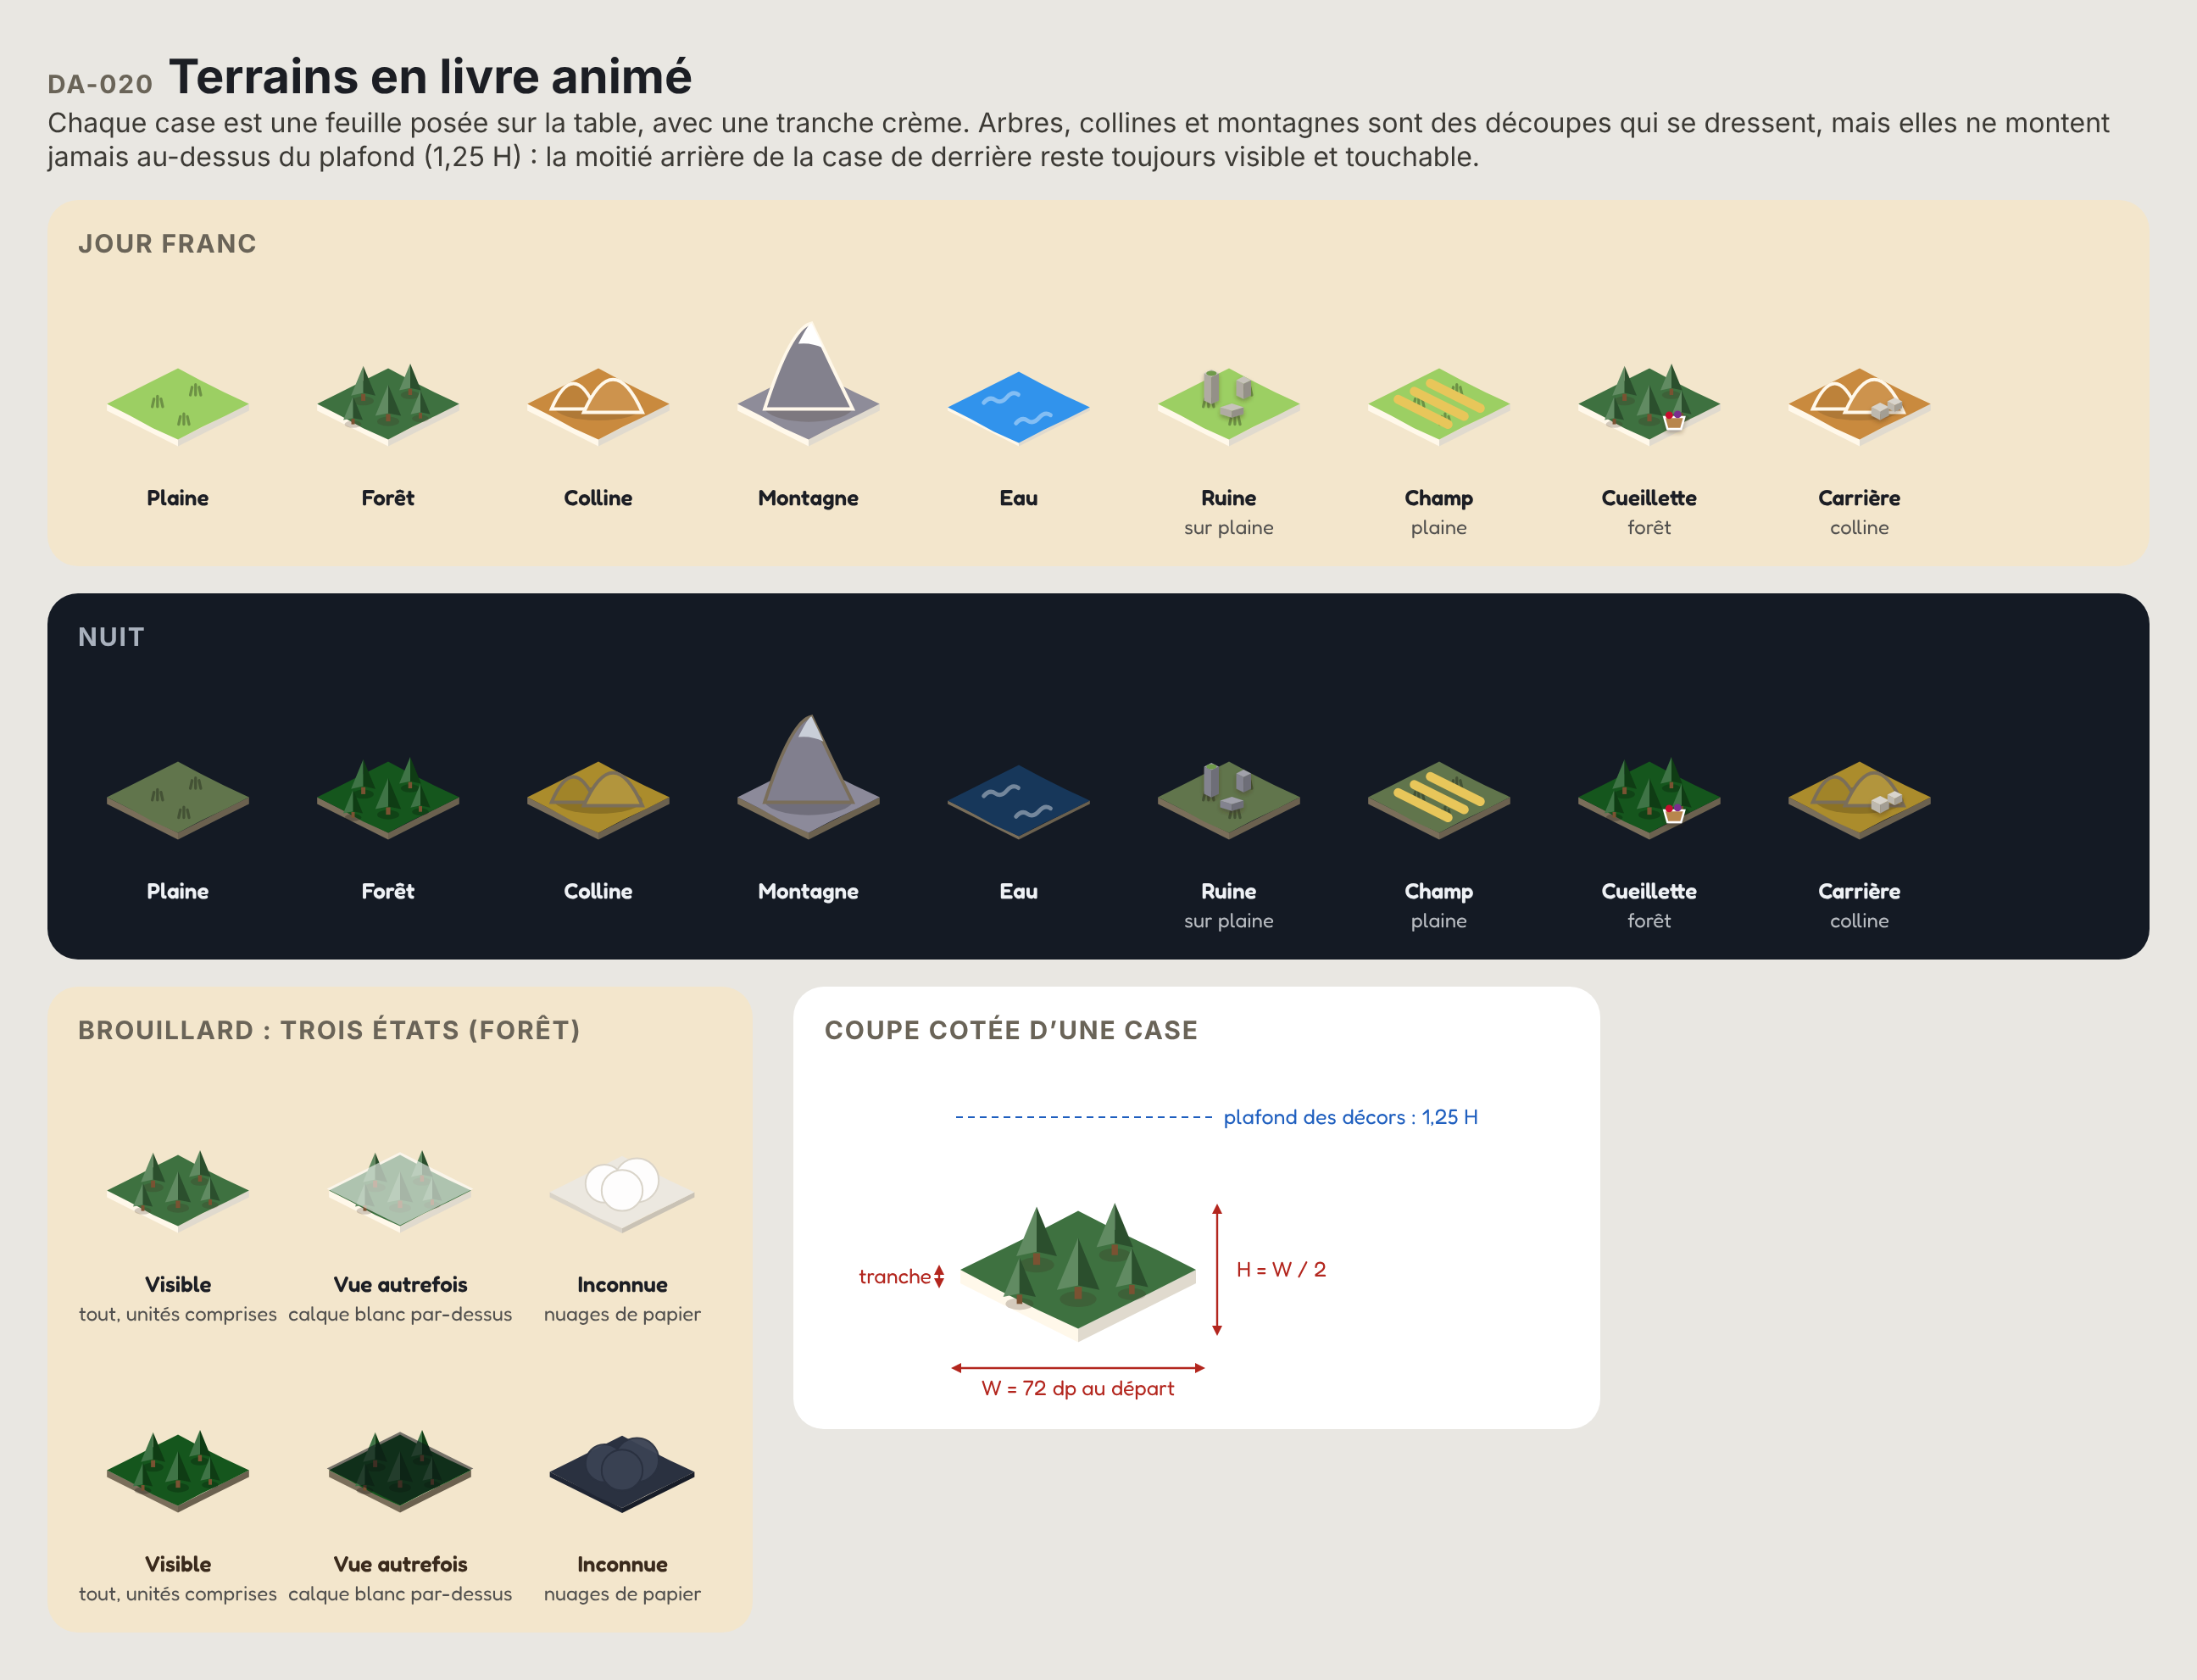 DA-020 Terrains en livre animé
Chaque case est une feuille posée sur la table, avec une tranche crème. Arbres, collines et montagnes sont des découpes qui se dressent, mais elles ne montent
jamais au-dessus du plafond (1,25 H) : la moitié arrière de la case de derrière reste toujours visible et touchable.
JOUR FRANC
Plaine
Forêt
Colline
Montagne
Eau
Ruine
sur plaine
Champ
plaine
Cueillette
forêt
Carrière
colline
NUIT
Plaine
Forêt
Colline
Montagne
Eau
Ruine
sur plaine
Champ
plaine
Cueillette
forêt
Carrière
colline
BROUILLARD : TROIS ÉTATS (FORÊT)
Visible
tout, unités comprises
Vue autrefois
calque blanc par-dessus
Inconnue
nuages de papier
Visible
tout, unités comprises
Vue autrefois
calque blanc par-dessus
Inconnue
nuages de papier
COUPE COTÉE D’UNE CASE
plafond des décors : 1,25 H
tranche
H = W / 2
W = 72 dp au départ